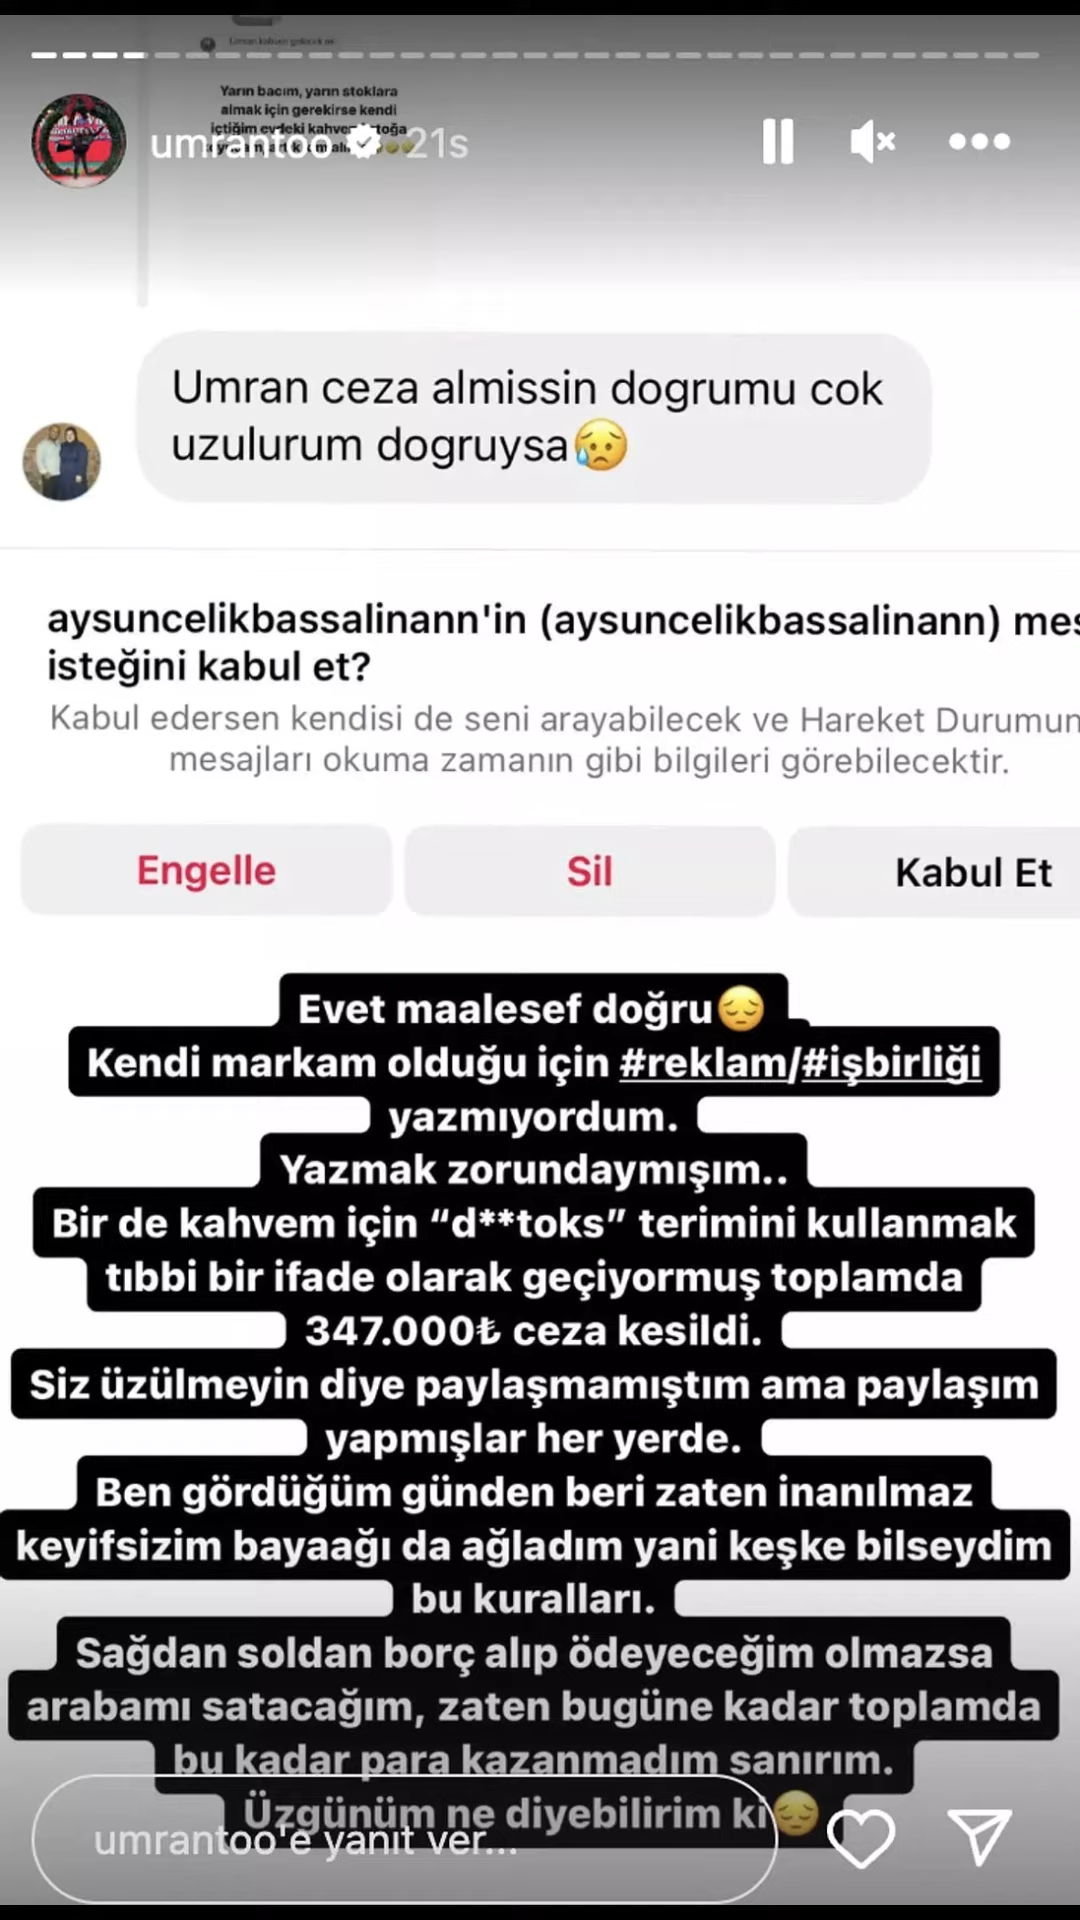 Yarın bacım, yarın stoklara
almak için gerekirse kendi
içtiğim evdeki kahve toğa
umrantoo 21s
Umran ceza almissin dogrumu cok
uzulurum dogruysa😥
aysuncelikbassalinann'in (aysuncelikbassalinann) mes
isteğini kabul et?
Kabul edersen kendisi de seni arayabilecek ve Hareket Durumun
mesajları okuma zamanın gibi bilgileri görebilecektir.
Engelle Sil Kabul Et
Evet maalesef doğru😔
Kendi markam olduğu için #reklam/#işbirliği
yazmıyordum.
Yazmak zorundaymışım..
Bir de kahvem için “d**toks” terimini kullanmak
tıbbi bir ifade olarak geçiyormuş toplamda
347.000₺ ceza kesildi.
Siz üzülmeyin diye paylaşmamıştım ama paylaşım
yapmışlar her yerde.
Ben gördüğüm günden beri zaten inanılmaz
keyifsizim bayaağı da ağladım yani keşke bilseydim
bu kuralları.
Sağdan soldan borç alıp ödeyeceğim olmazsa
arabamı satacağım, zaten bugüne kadar toplamda
bu kadar para kazanmadım sanırım.
Üzgünüm ne diyebilirim ki😔
umrantoo'e yanıt ver...